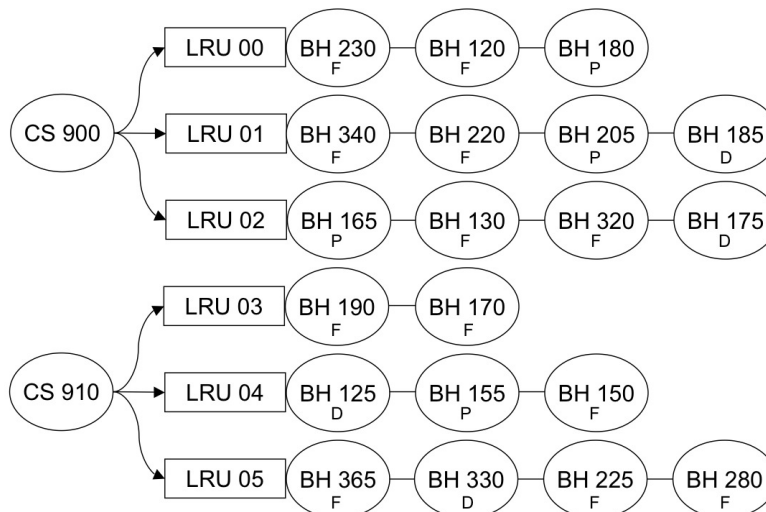 LRU 00 BH 230 BH 120 BH 180
F F P
CS 900 LRU 01 BH 340 BH 220 BH 205 BH 185
F F P D
LRU 02 BH 165 BH 130 BH 320 BH 175
P F F D
LRU 03 BH 190 BH 170
F F
CS 910 LRU 04 BH 125 BH 155 BH 150
D P F
LRU 05 BH 365 BH 330 BH 225 BH 280
F D F F